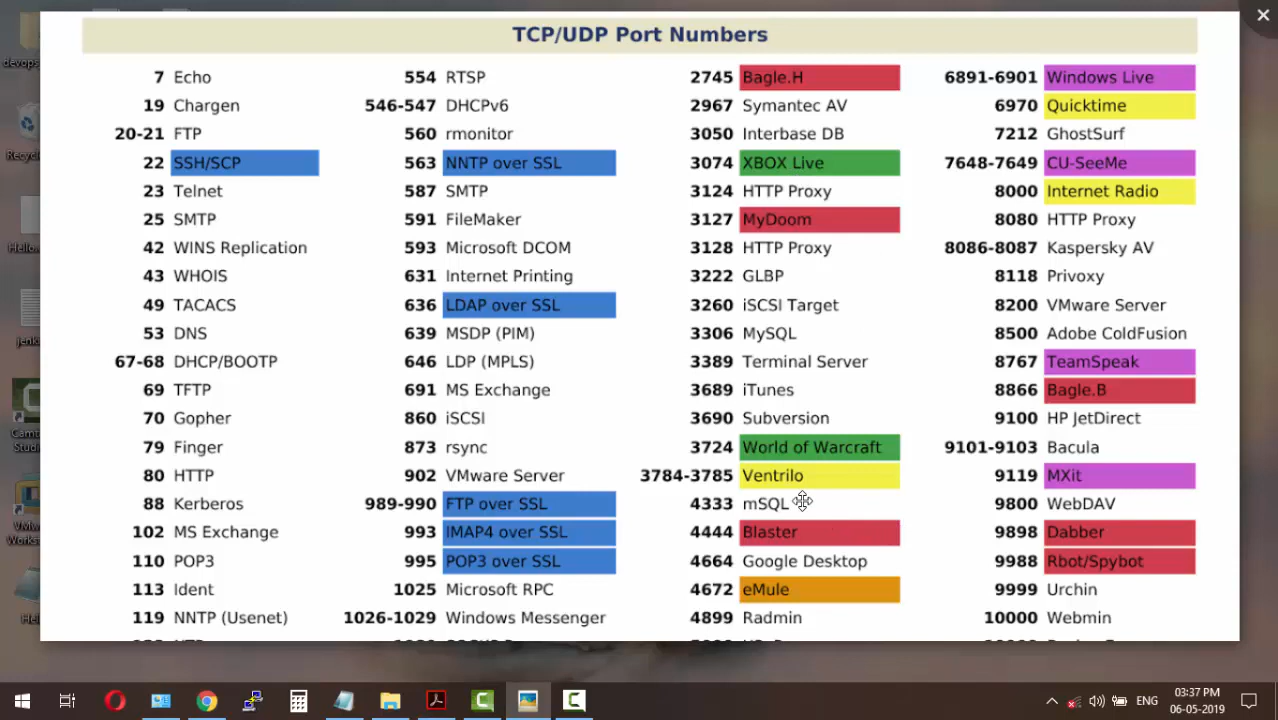 TCP/UDP Port Numbers
7 Echo
19 Chargen
20-21 FTP
22 SSH/SCP
23 Telnet
25 SMTP
42 WINS Replication
43 WHOIS
49 TACACS
53 DNS
67-68 DHCP/BOOTP
69 TFTP
70 Gopher
79 Finger
80 HTTP
88 Kerberos
102 MS Exchange
110 POP3
113 Ident
119 NNTP (Usenet)
554 RTSP
546-547 DHCPv6
560 rmonitor
563 NNTP over SSL
587 SMTP
591 FileMaker
593 Microsoft DCOM
631 Internet Printing
636 LDAP over SSL
639 MSDP (PIM)
646 LDP (MPLS)
691 MS Exchange
860 iSCSI
873 rsync
902 VMware Server
989-990 FTP over SSL
993 IMAP4 over SSL
995 POP3 over SSL
1025 Microsoft RPC
1026-1029 Windows Messenger
2745 Bagle.H
2967 Symantec AV
3050 Interbase DB
3074 XBOX Live
3124 HTTP Proxy
3127 MyDoom
3128 HTTP Proxy
3222 GLBP
3260 iSCSI Target
3306 MySQL
3389 Terminal Server
3689 iTunes
3690 Subversion
3724 World of Warcraft
3784-3785 Ventrilo
4333 mSQL
4444 Blaster
4664 Google Desktop
4672 eMule
4899 Radmin
6891-6901 Windows Live
6970 Quicktime
7212 GhostSurf
7648-7649 CU-SeeMe
8000 Internet Radio
8080 HTTP Proxy
8086-8087 Kaspersky AV
8118 Privoxy
8200 VMware Server
8500 Adobe ColdFusion
8767 TeamSpeak
8866 Bagle.B
9100 HP JetDirect
9101-9103 Bacula
9119 MXit
9800 WebDAV
9898 Dabber
9988 Rbot/Spybot
9999 Urchin
10000 Webmin
ENG
03:37 PM
06-05-2019